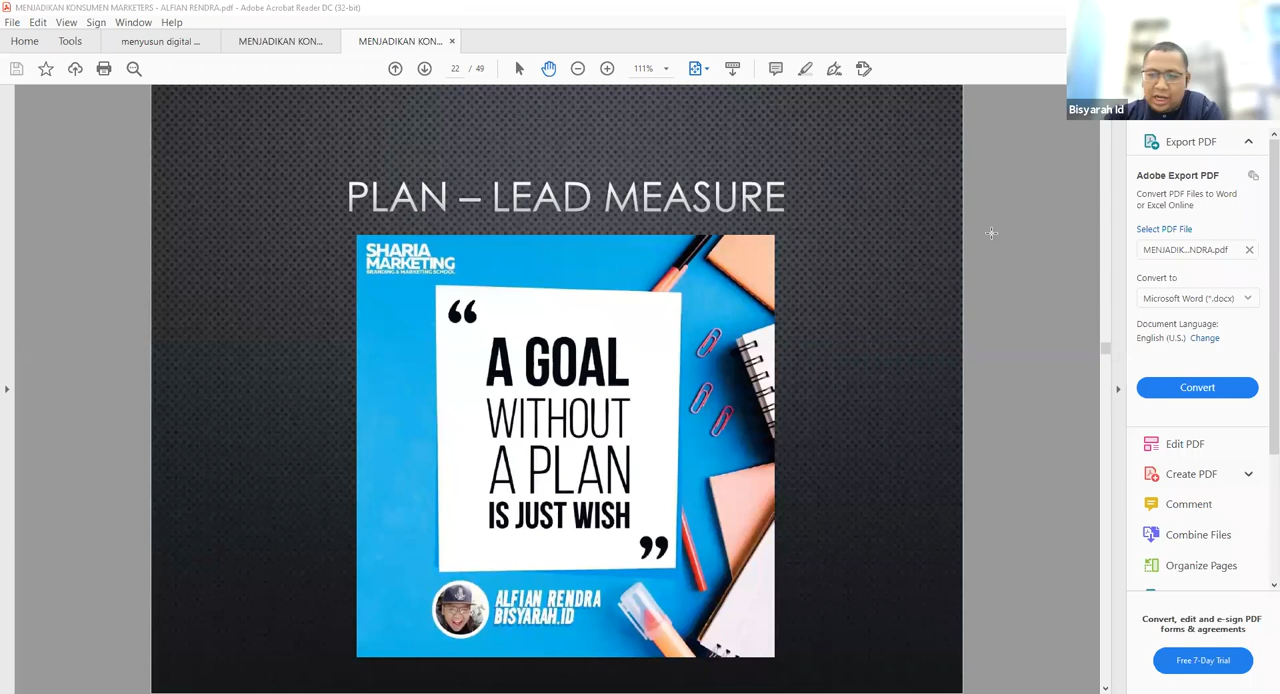 MENJADIKAN KONSUMEN MARKETERS - ALFIAN RENDRA.pdf - Adobe Acrobat Reader DC (32-bit)
File Edit View Sign Window Help
Home Tools menyusun digital ... MENJADIKAN KON... MENJADIKAN KON... ×
22 / 49 111%
Bisyarah Id
PLAN – LEAD MEASURE
SHARIA
MARKETING
BRANDING & MARKETING SCHOOL
“
A GOAL
WITHOUT
A PLAN
IS JUST WISH
”
ALFIAN RENDRA
BISYARAH.ID
Export PDF
Adobe Export PDF
Convert PDF Files to Word
or Excel Online
Select PDF File
MENJADIK...NDRA.pdf
Convert to
Microsoft Word (*.docx)
Document Language:
English (U.S.) Change
Convert
Edit PDF
Create PDF
Comment
Combine Files
Organize Pages
Convert, edit and e-sign PDF
forms & agreements
Free 7-Day Trial